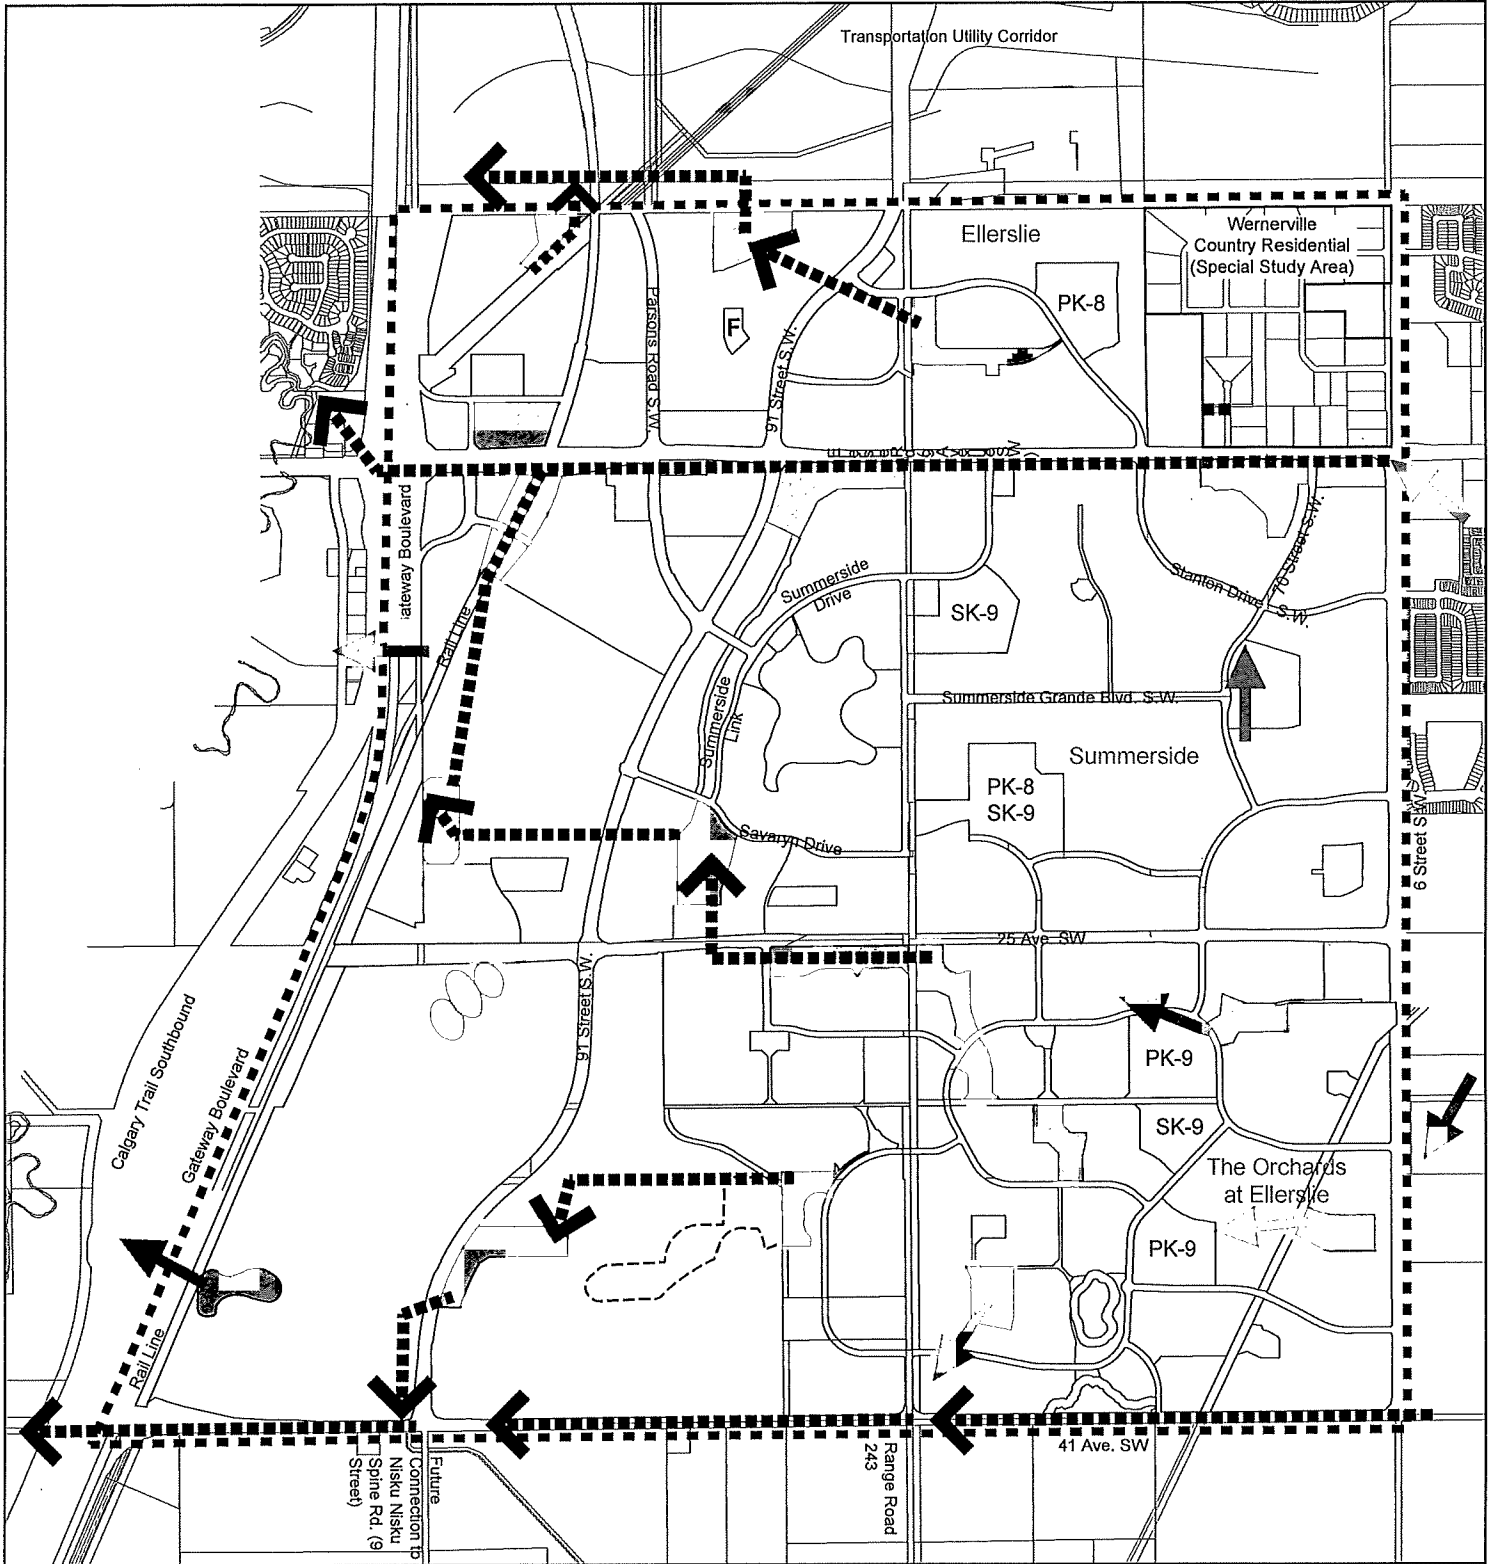 Transportation Utility Corridor
Ellerslie
Wernerville
Country Residential
(Special Study Area)
PK-8
F
Parsons Road S.W.
91 Street S.W.
ateway Boulevard
Rail Line
Summerside
Drive
SK-9
Stanton Drive S.W.
70 Street S.W.
Summerside
Link
Summerside Grande Blvd. S.W.
Summerside
PK-8
SK-9
Savaryn Drive
6 Street S.W.
25 Ave. SW
91 Street S.W.
Calgary Trail Southbound
Gateway Boulevard
PK-9
SK-9
The Orchards
at Ellerslie
PK-9
Rail Line
41 Ave. SW
Range Road
243
Future
Connection to
Nisku Nisku
Spine Rd. (9
Street)